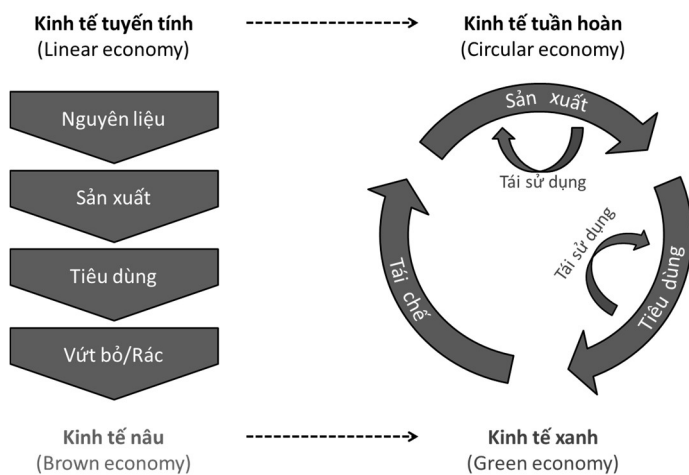 Kinh tế tuyến tính
(Linear economy)
Kinh tế tuần hoàn
(Circular economy)
Nguyên liệu
Sản xuất
Tiêu dùng
Vứt bỏ/Rác
Sản xuất
Tái sử dụng
Tái sử dụng
Tiêu dùng
Tái chế
Kinh tế nâu
(Brown economy)
Kinh tế xanh
(Green economy)